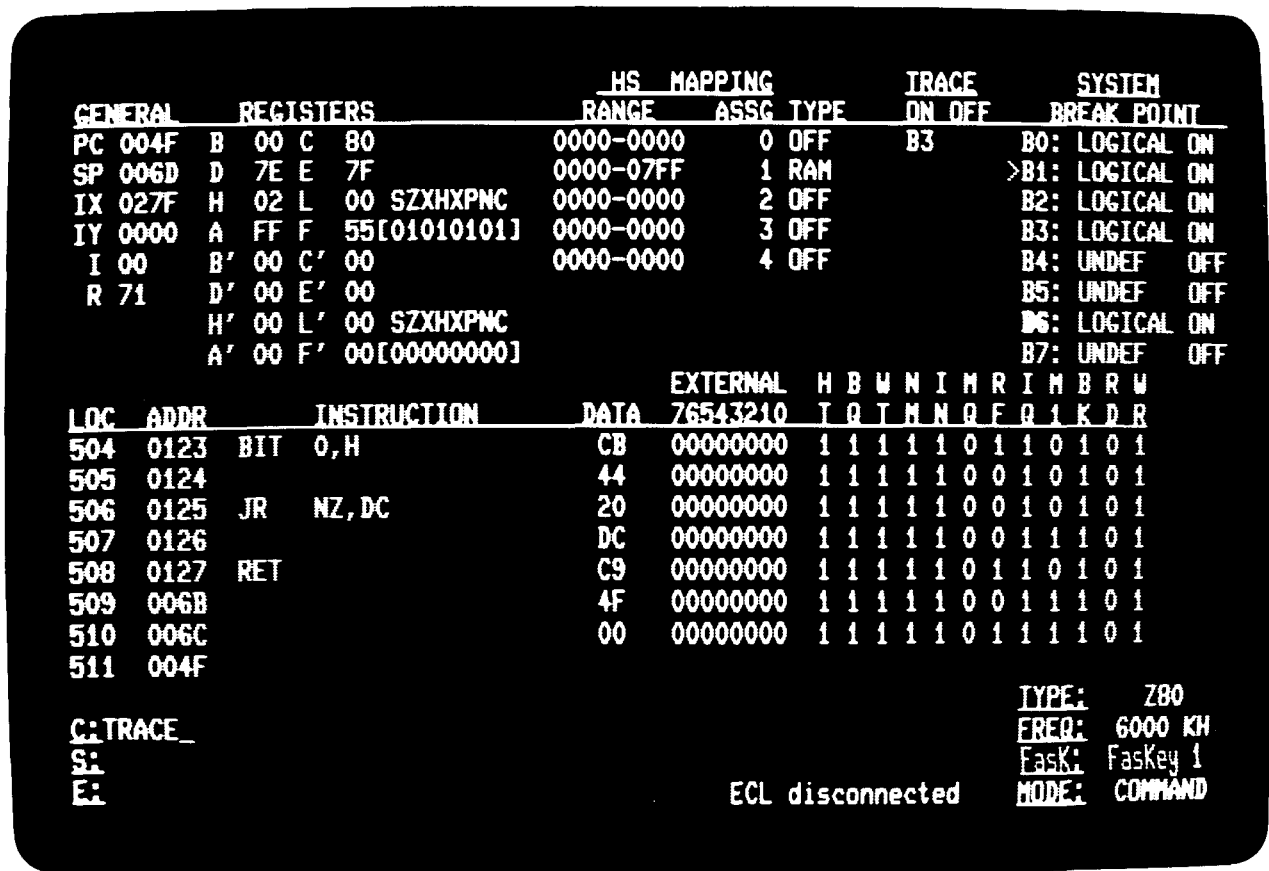 HS MAPPING TRACE SYSTEM
GENERAL REGISTERS RANGE ASSG TYPE ON OFF BREAK POINT
PC 004F B 00 C 80 0000-0000 0 OFF B3 B0: LOGICAL ON
SP 006D D 7E E 7F 0000-07FF 1 RAM >B1: LOGICAL ON
IX 027F H 02 L 00 SZXHXPNC 0000-0000 2 OFF B2: LOGICAL ON
IY 0000 A FF F 55[01010101] 0000-0000 3 OFF B3: LOGICAL ON
I 00 B' 00 C' 00 0000-0000 4 OFF B4: UNDEF OFF
R 71 D' 00 E' 00 B5: UNDEF OFF
H' 00 L' 00 SZXHXPNC B6: LOGICAL ON
A' 00 F' 00[00000000] B7: UNDEF OFF
EXTERNAL H B W N I M R I M B R W
LOC ADDR INSTRUCTION DATA 76543210 T Q T M N Q F Q 1 K D R
504 0123 BIT 0,H CB 00000000 1 1 1 1 1 0 1 1 0 1 0 1
505 0124 44 00000000 1 1 1 1 1 0 0 1 0 1 0 1
506 0125 JR NZ,DC 20 00000000 1 1 1 1 1 0 1 1 0 1 0 1
507 0126 DC 00000000 1 1 1 1 1 0 0 1 1 1 0 1
508 0127 RET C9 00000000 1 1 1 1 1 0 1 1 0 1 0 1
509 006B 4F 00000000 1 1 1 1 1 0 0 1 1 1 0 1
510 006C 00 00000000 1 1 1 1 1 0 1 1 1 1 0 1
511 004F
TYPE: Z80
C:TRACE_ FREQ: 6000 KH
S: FasK: FasKey 1
E: ECL disconnected MODE: COMMAND